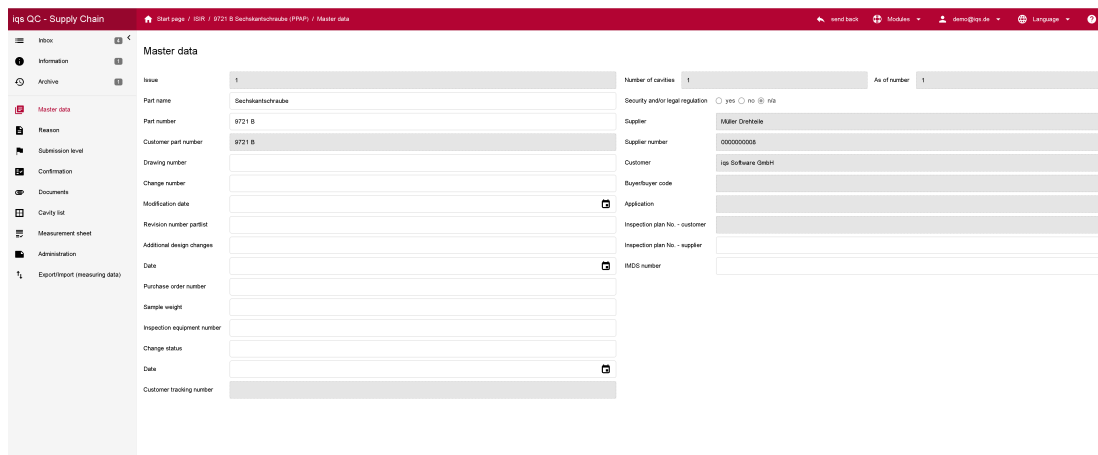 iqs QC - Supply Chain
Start page / ISIR / 9721 B Sechskantschraube (PPAP) / Master data
send back
Modules
demo@iqs.de
Language
Inbox 4
Information 1
Archive 1
Master data
Reason
Submission level
Confirmation
Documents
Cavity list
Measurement sheet
Administration
Export/Import (measuring data)
Master data
Issue 1
Part name Sechskantschraube
Part number 9721 B
Customer part number 9721 B
Drawing number
Change number
Modification date
Revision number partlist
Additional design changes
Date
Purchase order number
Sample weight
Inspection equipment number
Change status
Date
Customer tracking number
Number of cavities 1 As of number 1
Security and/or legal regulation yes no n/a
Supplier Müller Drehteile
Supplier number 0000000008
Customer iqs Software GmbH
Buyer/buyer code
Application
Inspection plan No. - customer
Inspection plan No. - supplier
IMDS number